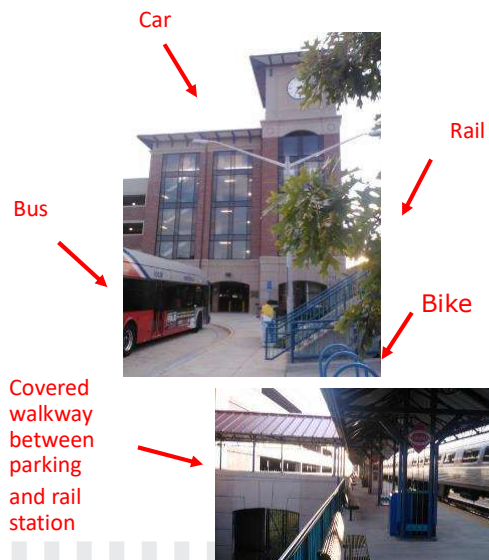 Car
Rail
Bus
Bike
Covered
walkway
between
parking
and rail
station